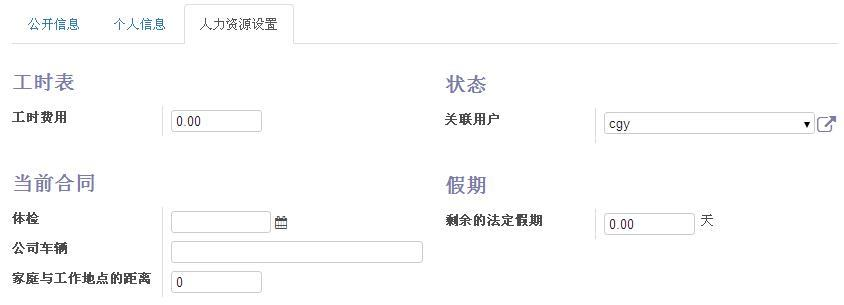 公开信息 个人信息 人力资源设置
工时表
工时费用 0.00
状态
关联用户 cgy
当前合同
体检
公司车辆
家庭与工作地点的距离 0
假期
剩余的法定假期 0.00 天